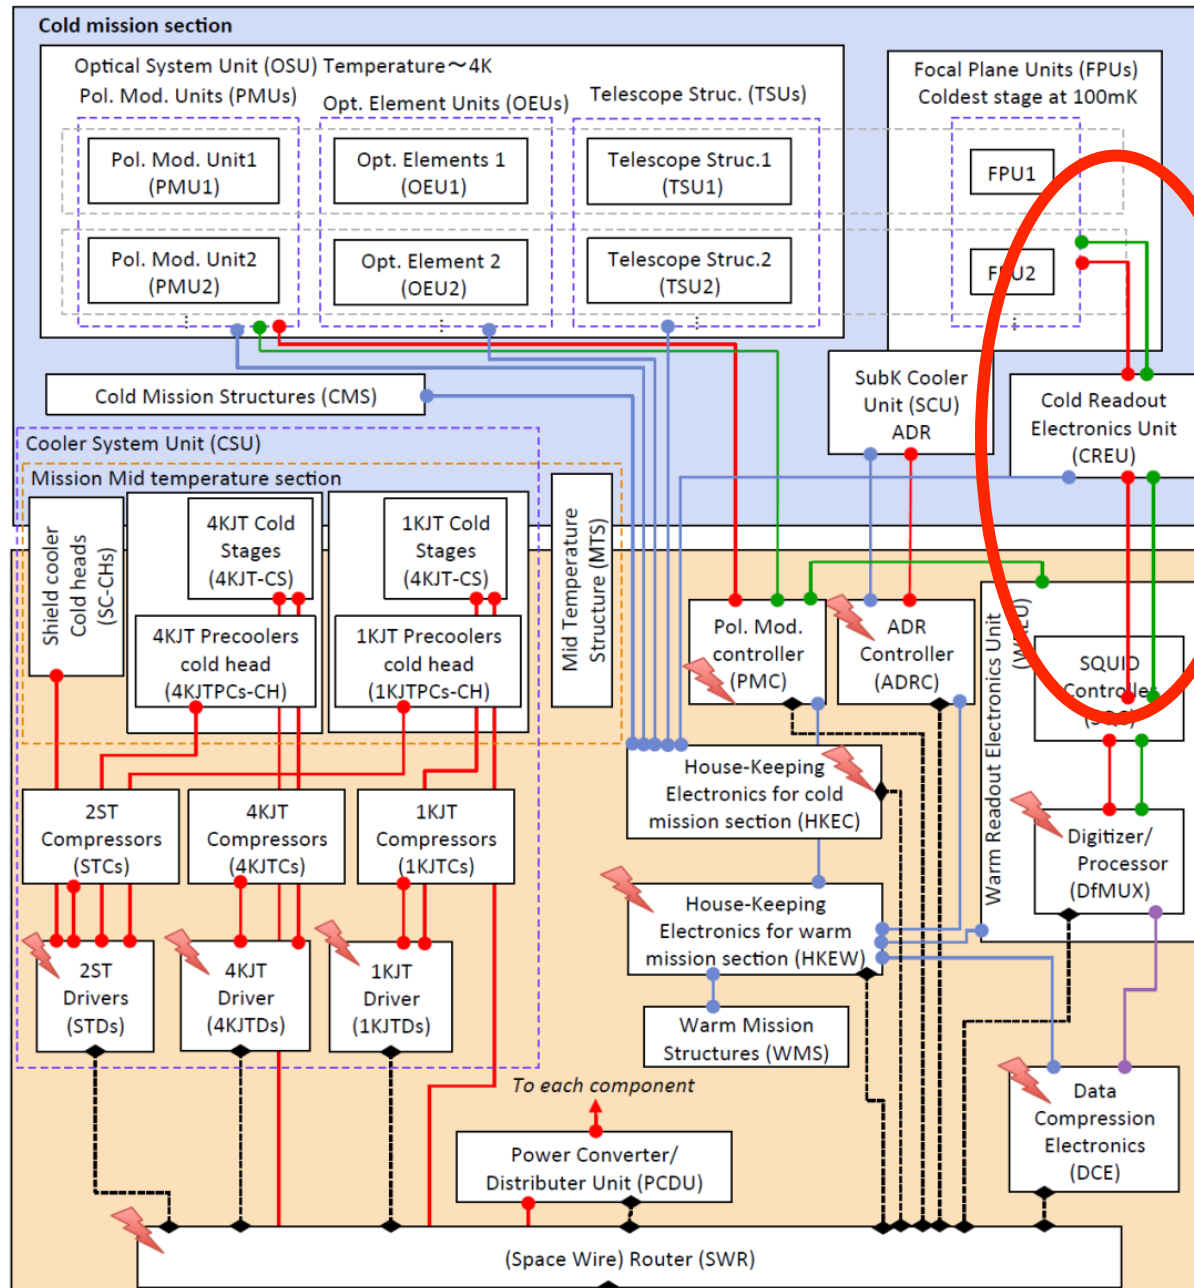 Cold mission section
Optical System Unit (OSU) Temperature～4K
Pol. Mod. Units (PMUs)
Opt. Element Units (OEUs)
Telescope Struc. (TSUs)
Focal Plane Units (FPUs)
Coldest stage at 100mK
Pol. Mod. Unit1
(PMU1)
Opt. Elements 1
(OEU1)
Telescope Struc.1
(TSU1)
FPU1
Pol. Mod. Unit2
(PMU2)
Opt. Element 2
(OEU2)
Telescope Struc.2
(TSU2)
FPU2
Cold Mission Structures (CMS)
SubK Cooler
Unit (SCU)
ADR
Cold Readout
Electronics Unit
(CREU)
Cooler System Unit (CSU)
Mission Mid temperature section
Shield cooler
Cold heads
(SC-CHs)
4KJT Cold
Stages
(4KJT-CS)
1KJT Cold
Stages
(4KJT-CS)
4KJT Precoolers
cold head
(4KJTPCs-CH)
1KJT Precoolers
cold head
(1KJTPCs-CH)
Mid Temperature
Structure (MTS)
Pol. Mod.
controller
(PMC)
ADR
Controller
(ADRC)
Warm Readout Electronics Unit
SQUID
Controller
2ST
Compressors
(STCs)
4KJT
Compressors
(4KJTCs)
1KJT
Compressors
(1KJTCs)
House-Keeping
Electronics for cold
mission section (HKEC)
Digitizer/
Processor
(DfMUX)
House-Keeping
Electronics for warm
mission section (HKEW)
2ST
Drivers
(STDs)
4KJT
Driver
(4KJTDs)
1KJT
Driver
(1KJTDs)
Warm Mission
Structures (WMS)
To each component
Power Converter/
Distributer Unit (PCDU)
Data
Compression
Electronics
(DCE)
(Space Wire) Router (SWR)